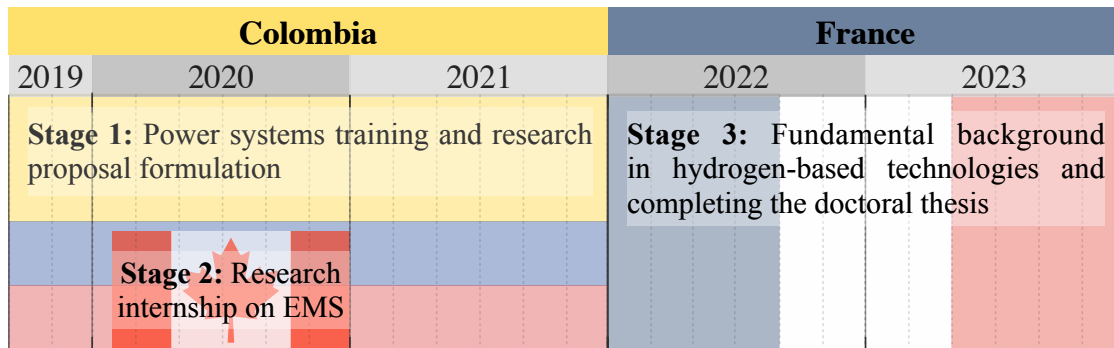 Colombia
France
2019
2020
2021
2022
2023
Stage 1: Power systems training and research
proposal formulation
Stage 2: Research
internship on EMS
Stage 3: Fundamental background
in hydrogen-based technologies and
completing the doctoral thesis